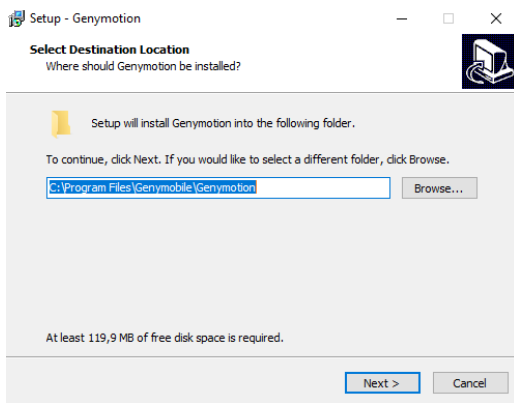 Setup - Genymotion
Select Destination Location
Where should Genymotion be installed?
Setup will install Genymotion into the following folder.
To continue, click Next. If you would like to select a different folder, click Browse.
C:\Program Files\Genymobile\Genymotion
Browse...
At least 119,9 MB of free disk space is required.
Next >
Cancel